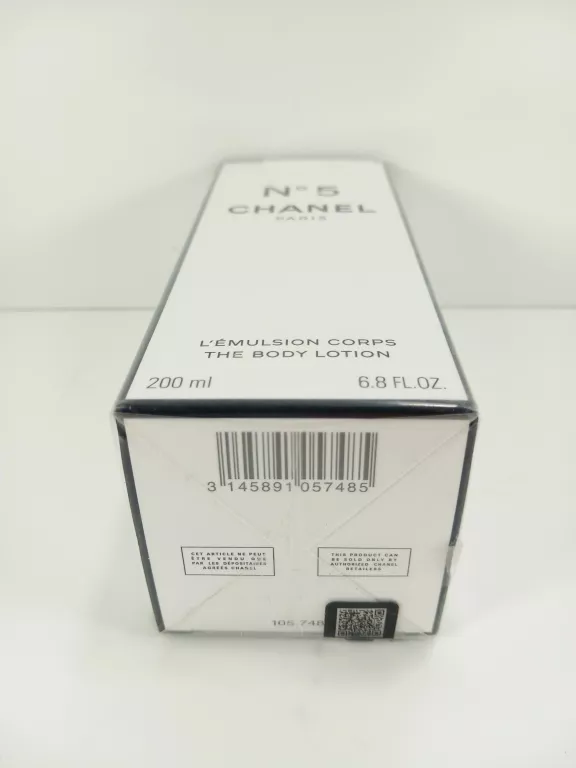 N°5
CHANEL
PARIS
L'ÉMULSION CORPS
THE BODY LOTION
200 ml 6.8 FL.OZ.
3 145891 057485
CET ARTICLE NE PEUT
ÊTRE VENDU QUE
PAR LES DÉPOSITAIRES
AGRÉÉS CHANEL
THIS PRODUCT CAN
BE SOLD ONLY BY
AUTHORIZED CHANEL
RETAILERS
105.748